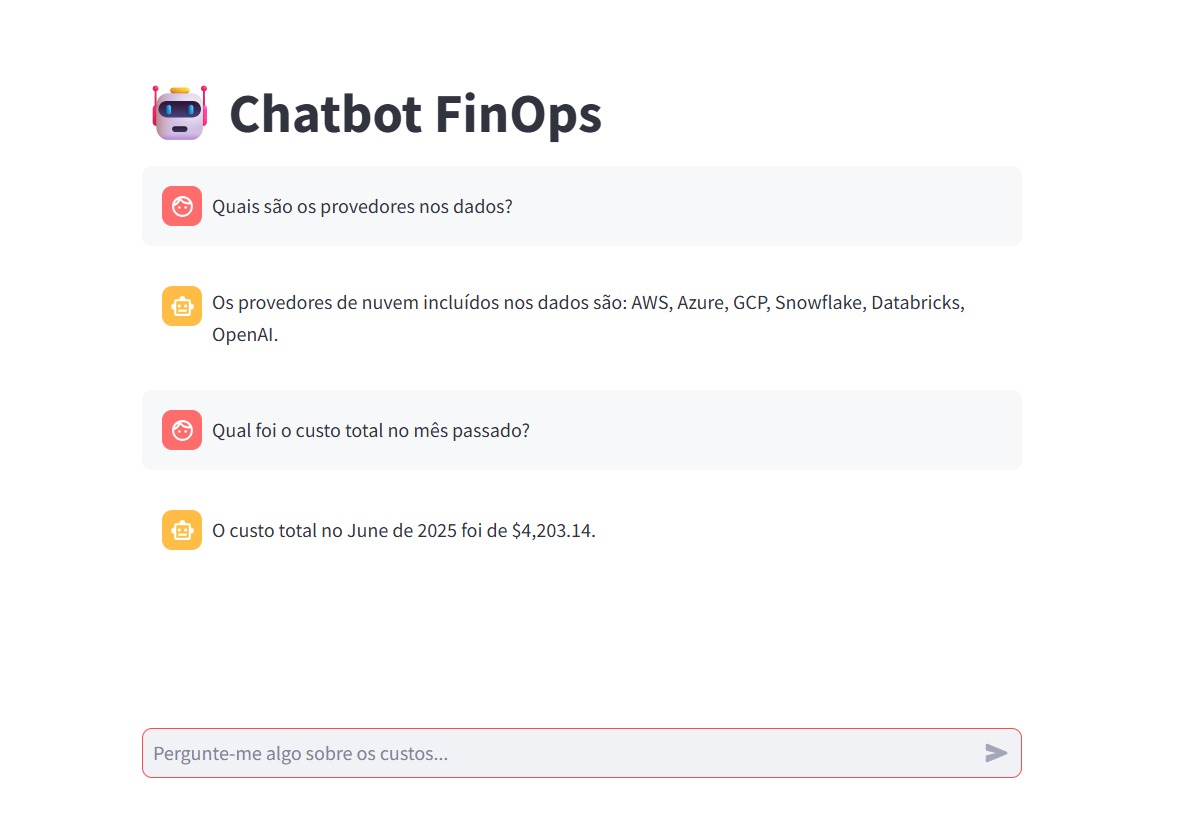 Chatbot FinOps
Quais são os provedores nos dados?
Os provedores de nuvem incluídos nos dados são: AWS, Azure, GCP, Snowflake, Databricks,
OpenAI.
Qual foi o custo total no mês passado?
O custo total no June de 2025 foi de $4,203.14.
Pergunte-me algo sobre os custos...